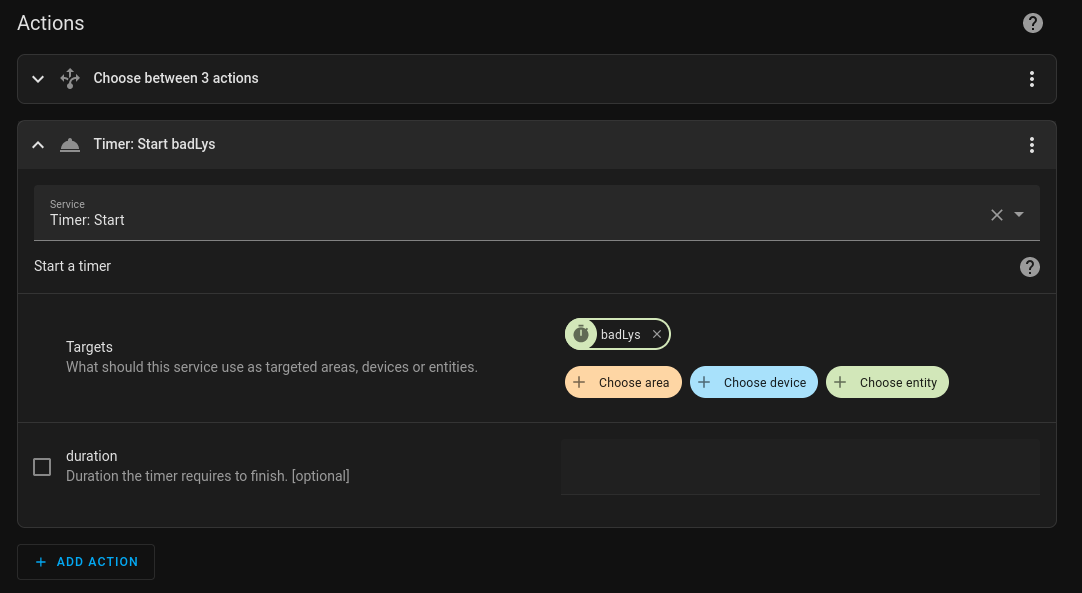 Actions
Choose between 3 actions
Timer: Start badLys
Service
Timer: Start
Start a timer
Targets
What should this service use as targeted areas, devices or entities.
badLys
Choose area
Choose device
Choose entity
duration
Duration the timer requires to finish. [optional]
ADD ACTION